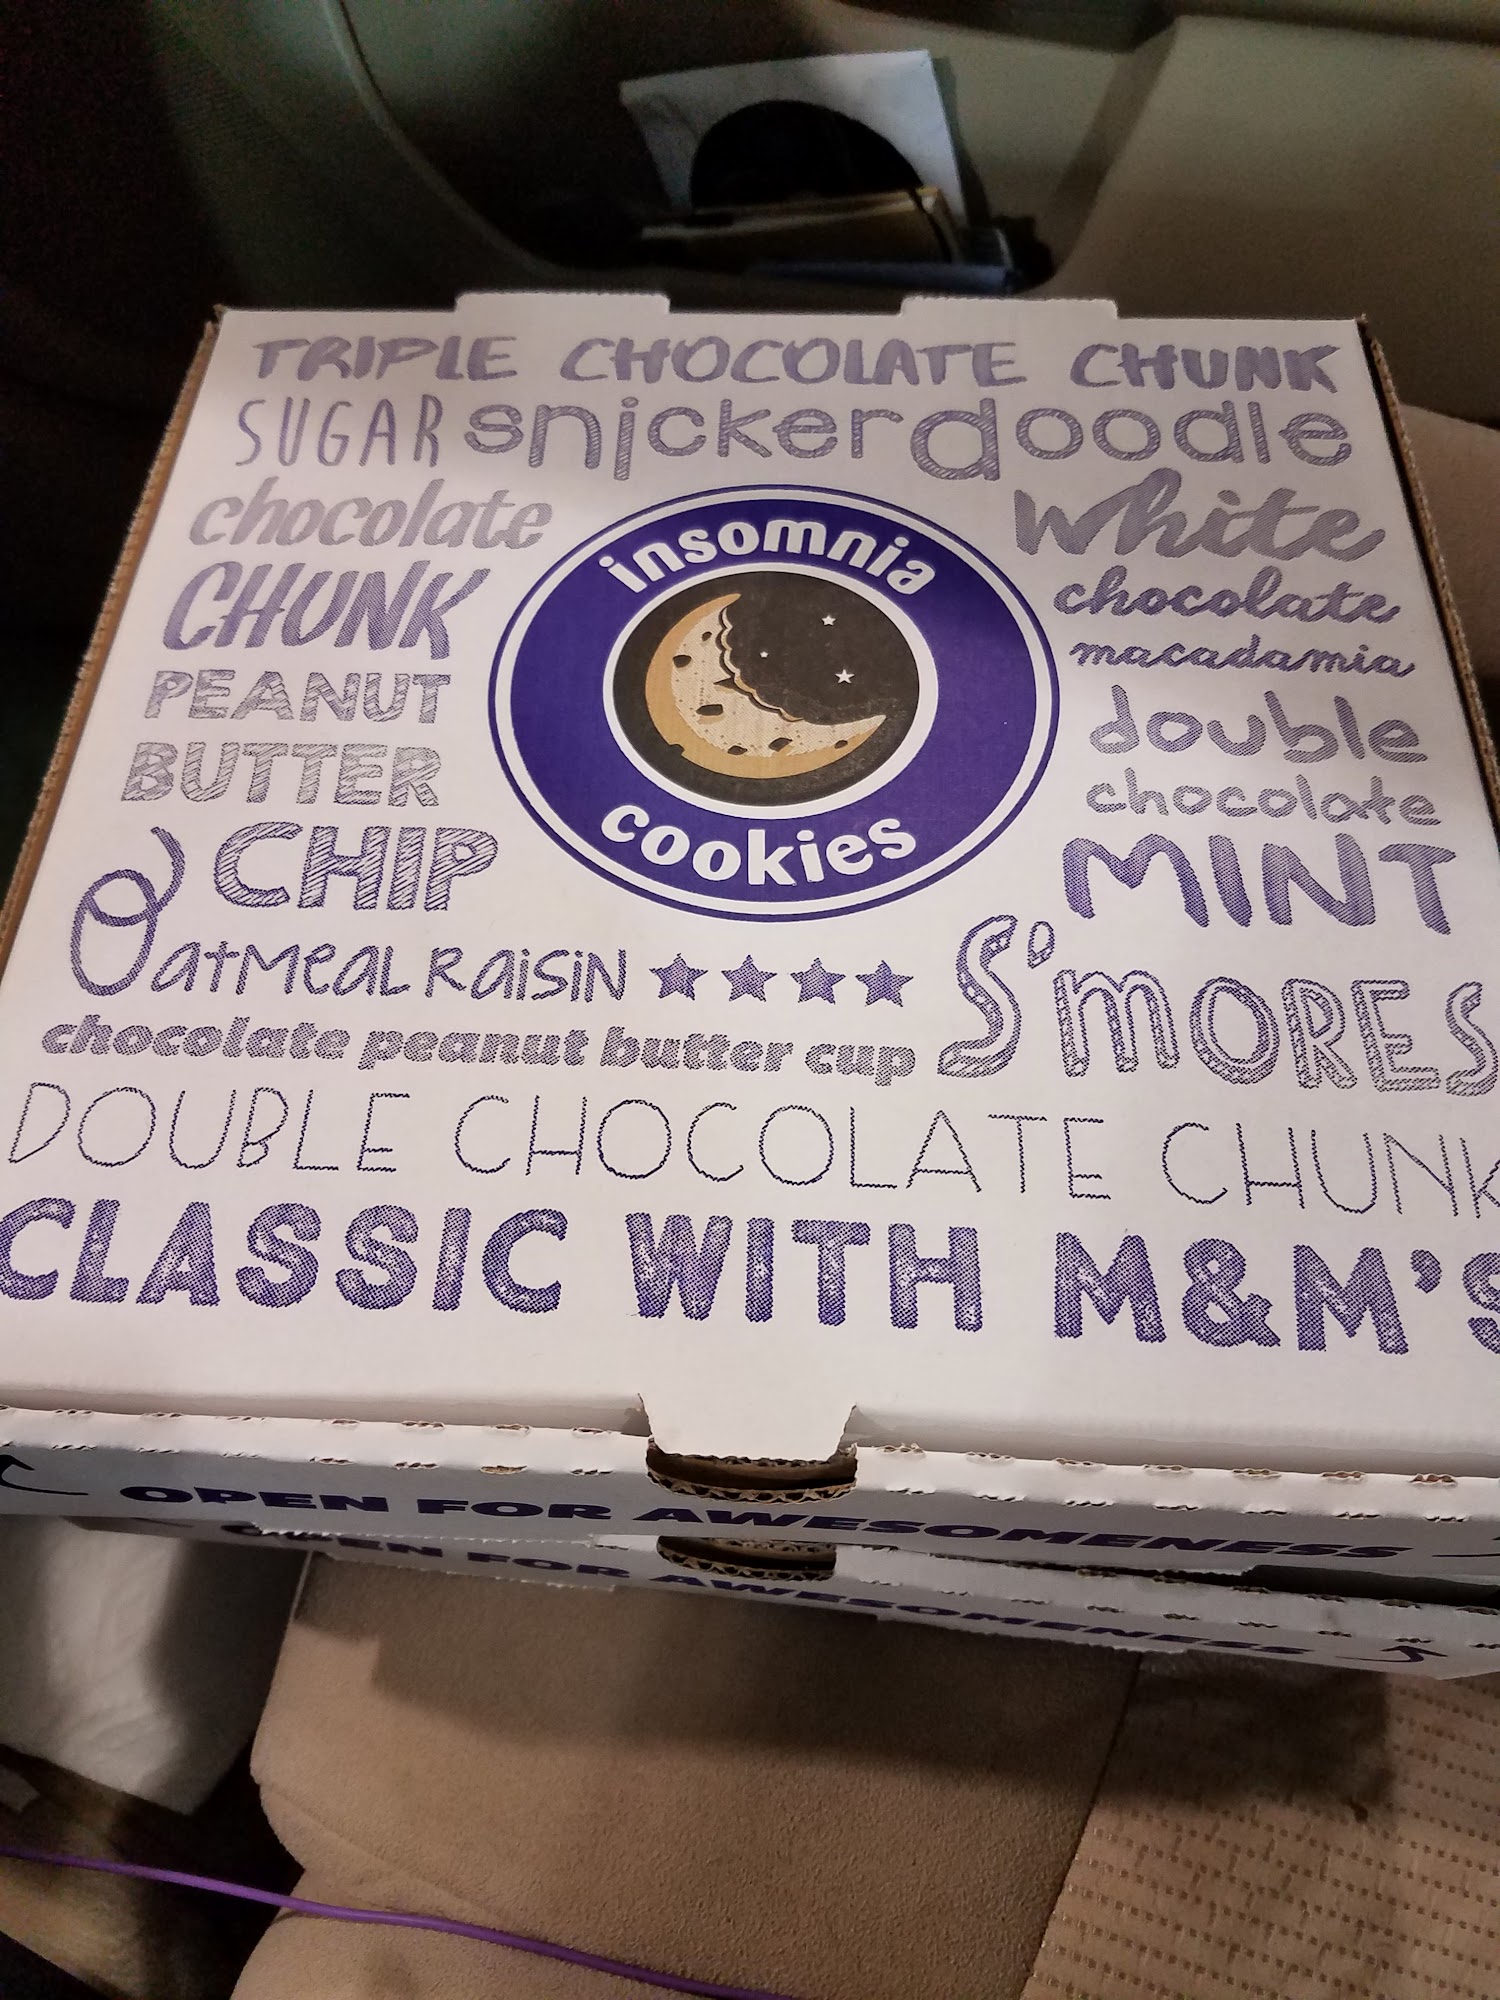 TRIPLE CHOCOLATE CHUNK
SUGAR snickerdoodle
chocolate
CHUNK
PEANUT
BUTTER
CHIP
insomnia
cookies
White
chocolate
macadamia
double
chocolate
MINT
Oatmeal Raisin
S'mORES
chocolate peanut butter cup
DOUBLE CHOCOLATE CHUNK
CLASSIC WITH M&M'S
OPEN FOR AWESOMENESS
OPEN FOR AWESOMENESS